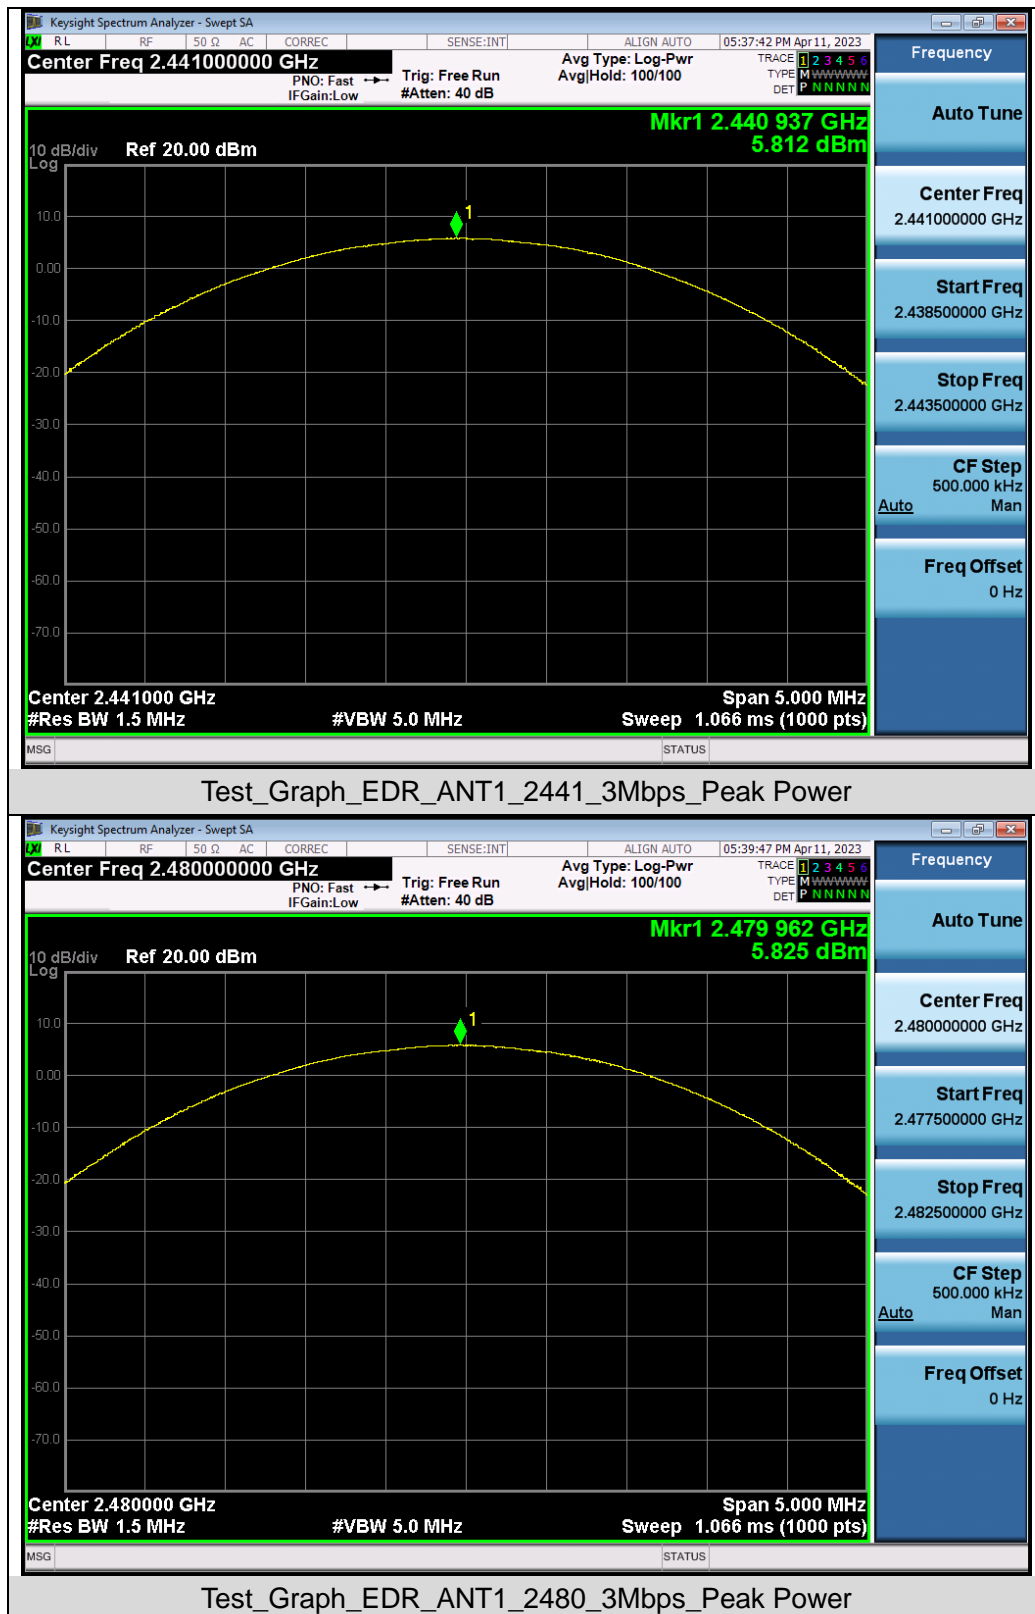 Keysight Spectrum Analyzer - Swept SA
LXI RL RF 50 Ω AC CORREC SENSE:INT ALIGN AUTO 05:37:42 PM Apr 11, 2023
Center Freq 2.441000000 GHz
PNO: Fast
IFGain:Low
Trig: Free Run
#Atten: 40 dB
Avg Type: Log-Pwr
Avg|Hold: 100/100
TRACE 1 2 3 4 5 6
TYPE M W W W W W
DET P N N N N N
Mkr1 2.440 937 GHz
5.812 dBm
10 dB/div Ref 20.00 dBm
Log
1
10.0
0.00
-10.0
-20.0
-30.0
-40.0
-50.0
-60.0
-70.0
Center 2.441000 GHz Span 5.000 MHz
#Res BW 1.5 MHz #VBW 5.0 MHz Sweep 1.066 ms (1000 pts)
MSG STATUS
Frequency
Auto Tune
Center Freq
2.441000000 GHz
Start Freq
2.438500000 GHz
Stop Freq
2.443500000 GHz
CF Step
500.000 kHz
Auto Man
Freq Offset
0 Hz
Test_Graph_EDR_ANT1_2441_3Mbps_Peak Power
Keysight Spectrum Analyzer - Swept SA
LXI RL RF 50 Ω AC CORREC SENSE:INT ALIGN AUTO 05:39:47 PM Apr 11, 2023
Center Freq 2.480000000 GHz
PNO: Fast
IFGain:Low
Trig: Free Run
#Atten: 40 dB
Avg Type: Log-Pwr
Avg|Hold: 100/100
TRACE 1 2 3 4 5 6
TYPE M W W W W W
DET P N N N N N
Mkr1 2.479 962 GHz
5.825 dBm
10 dB/div Ref 20.00 dBm
Log
1
10.0
0.00
-10.0
-20.0
-30.0
-40.0
-50.0
-60.0
-70.0
Center 2.480000 GHz Span 5.000 MHz
#Res BW 1.5 MHz #VBW 5.0 MHz Sweep 1.066 ms (1000 pts)
MSG STATUS
Frequency
Auto Tune
Center Freq
2.480000000 GHz
Start Freq
2.477500000 GHz
Stop Freq
2.482500000 GHz
CF Step
500.000 kHz
Auto Man
Freq Offset
0 Hz
Test_Graph_EDR_ANT1_2480_3Mbps_Peak Power